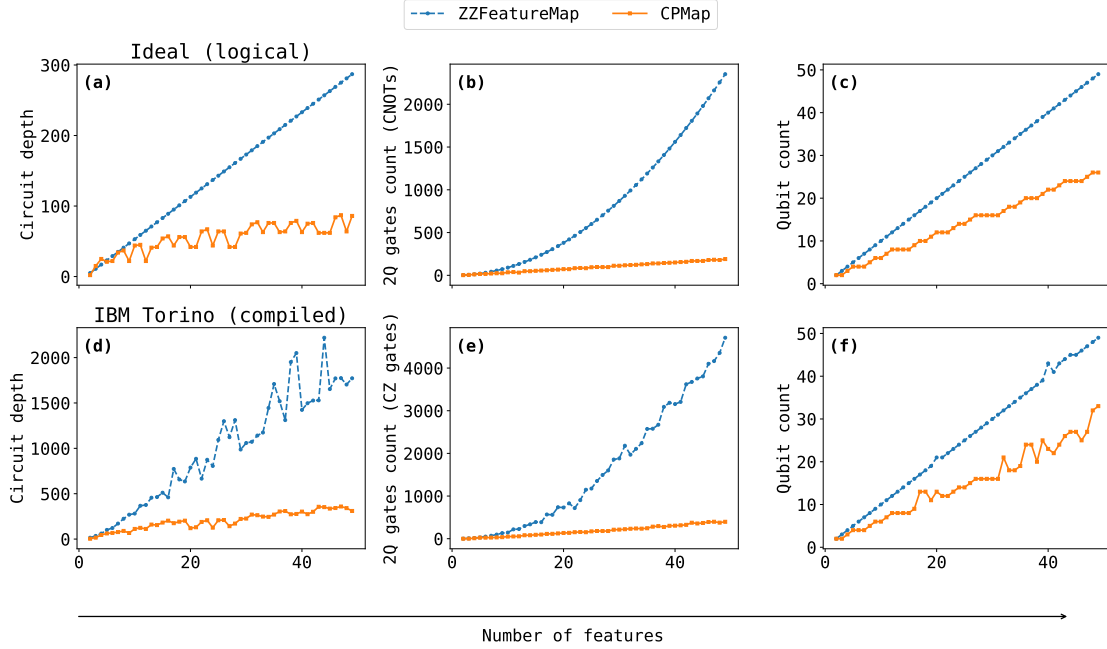 ZZFeatureMap CPMap
Ideal (logical)
(a)
Circuit depth
300
200
100
0
(b)
2Q gates count (CNOTs)
2000
1500
1000
500
0
(c)
Qubit count
50
40
30
20
10
0
IBM Torino (compiled)
(d)
Circuit depth
2000
1500
1000
500
0
0 20 40
(e)
2Q gates count (CZ gates)
4000
3000
2000
1000
0
0 20 40
(f)
Qubit count
50
40
30
20
10
0
0 20 40
Number of features